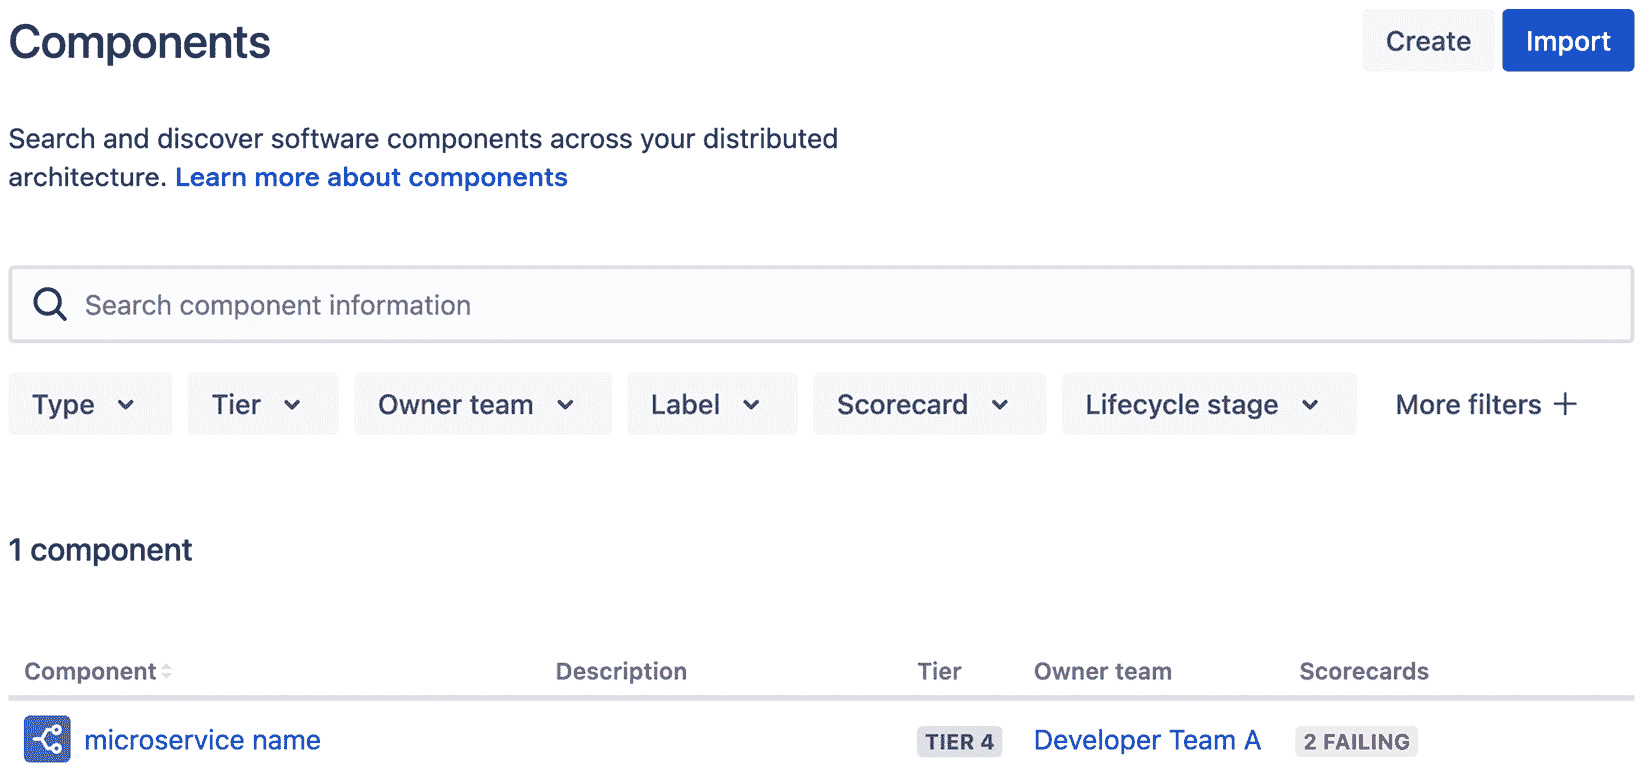 Components
Create
Import
Search and discover software components across your distributed
architecture. Learn more about components
Search component information
Type
Tier
Owner team
Label
Scorecard
Lifecycle stage
More filters +
1 component
Component
Description
Tier
Owner team
Scorecards
microservice name
TIER 4
Developer Team A
2 FAILING